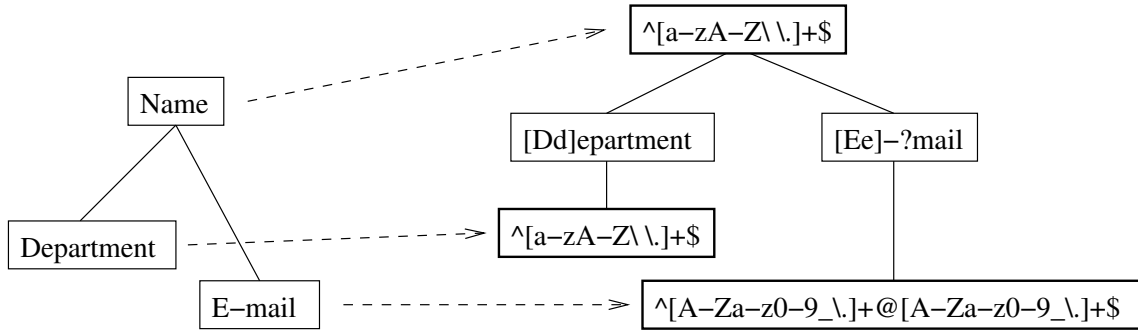 ^[a−zA−Z\ \.]+$
Name
[Dd]epartment
[Ee]−?mail
Department
^[a−zA−Z\ \.]+$
E−mail
^[A−Za−z0−9_\.]+@[A−Za−z0−9_\.]+$